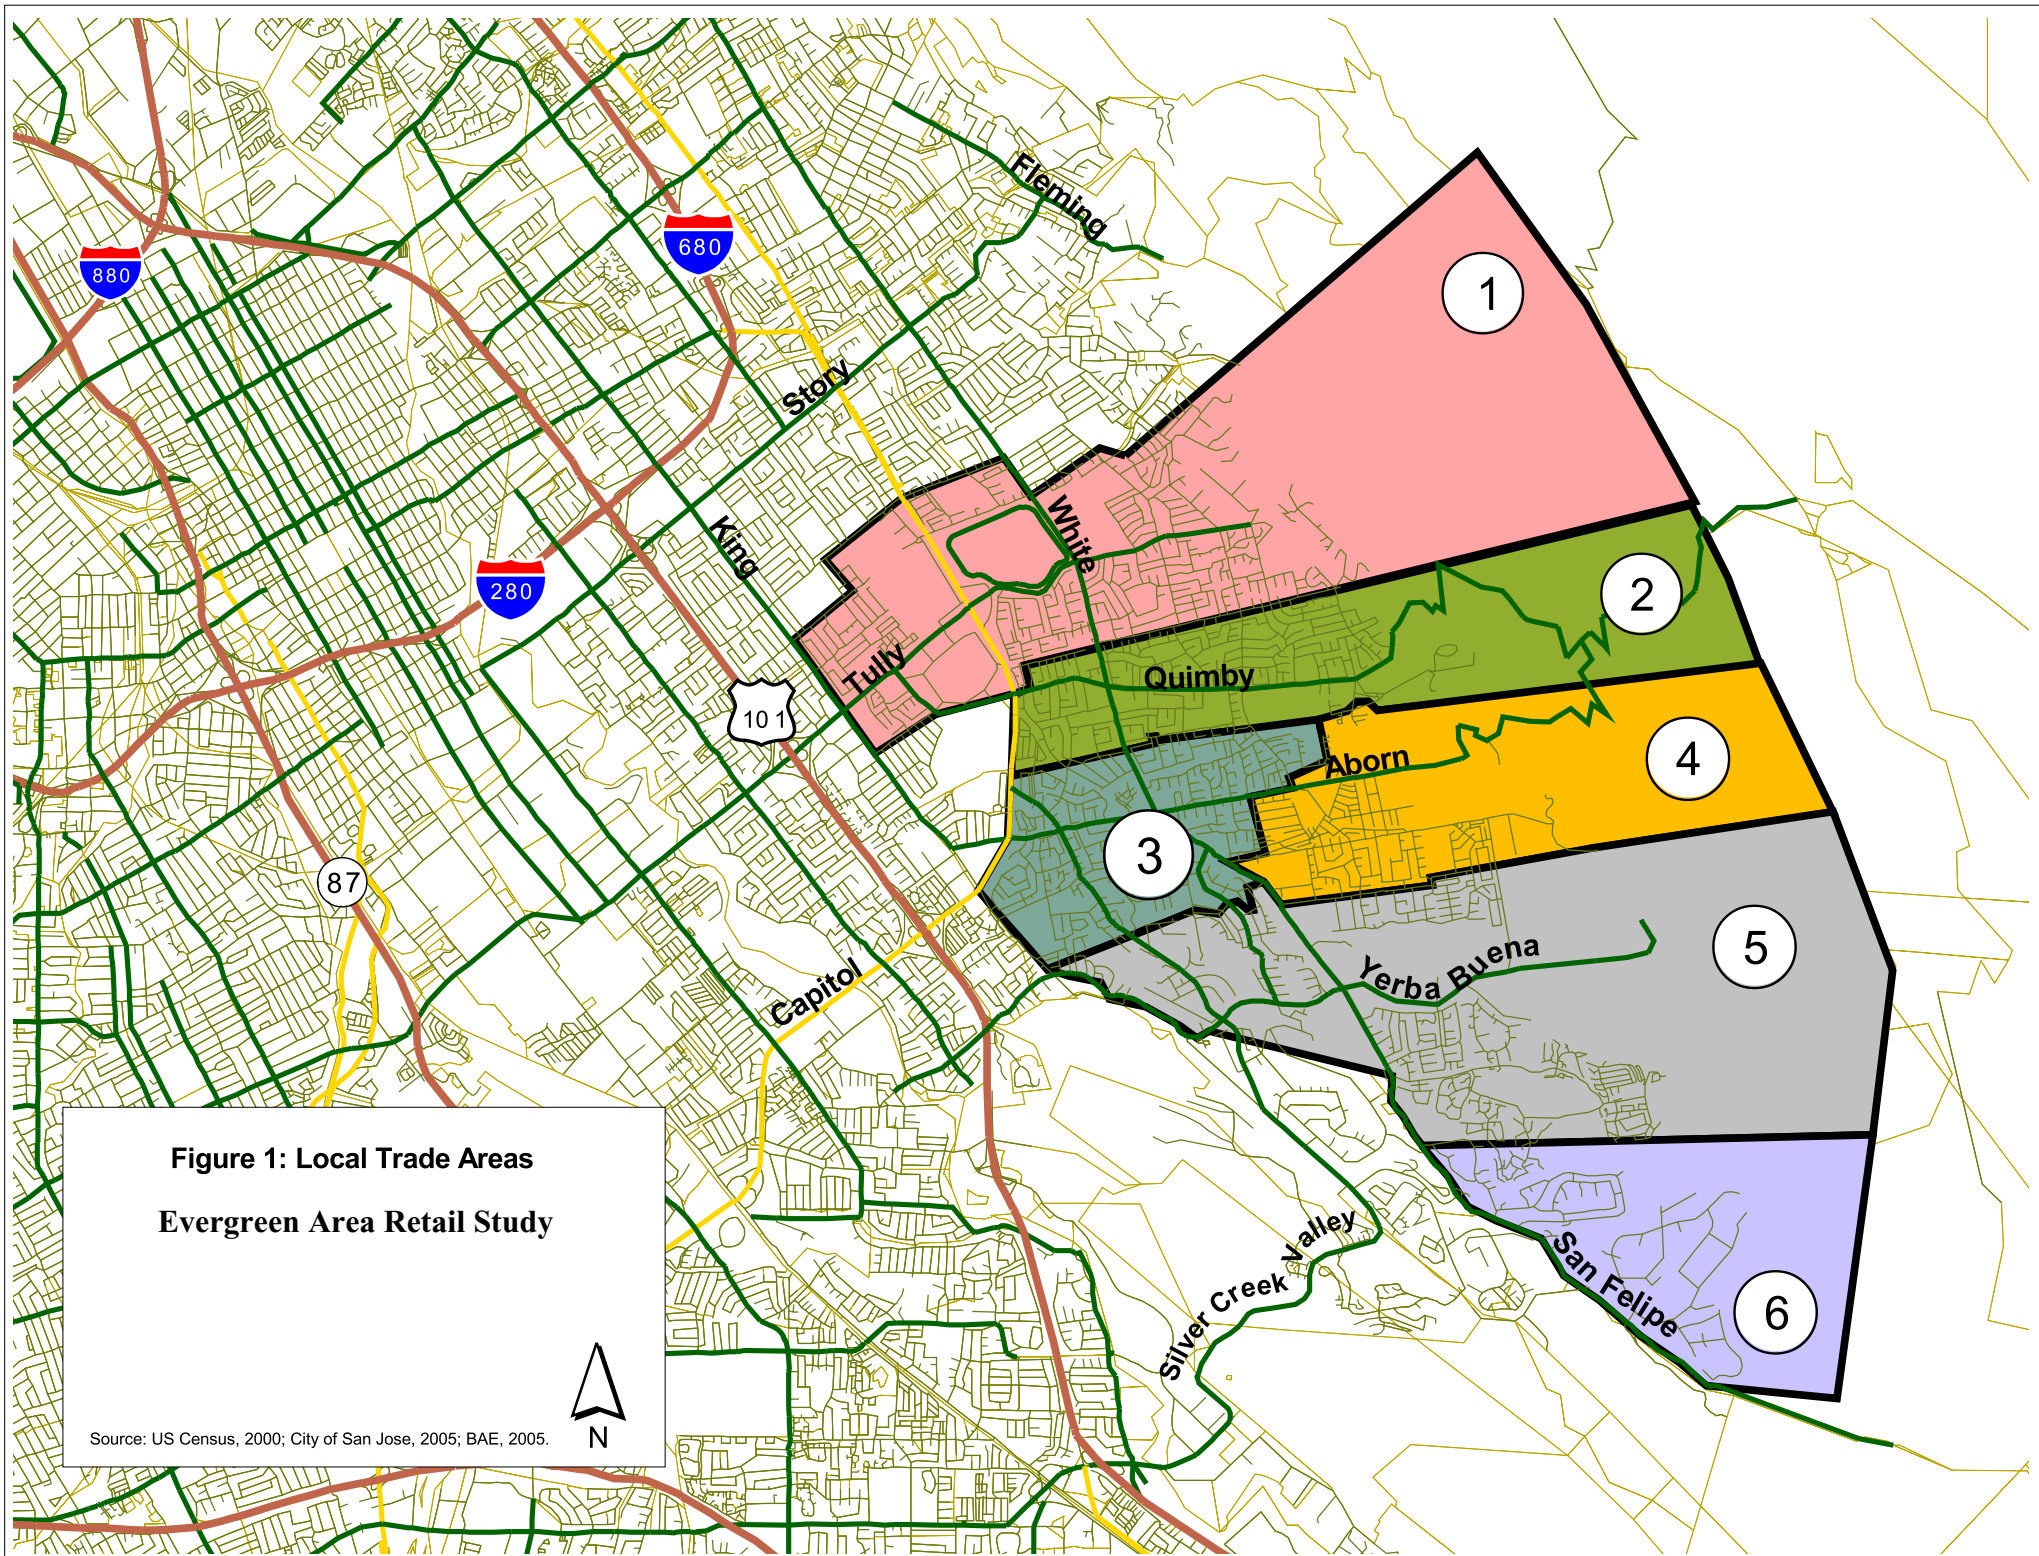 Fleming
680
880
1
Story
White
King
280
2
Tully
Quimby
101
Aborn
4
3
87
5
Yerba Buena
Capitol
Figure 1: Local Trade Areas
Evergreen Area Retail Study
Silver Creek Valley
San Felipe
6
N
Source: US Census, 2000; City of San Jose, 2005; BAE, 2005.